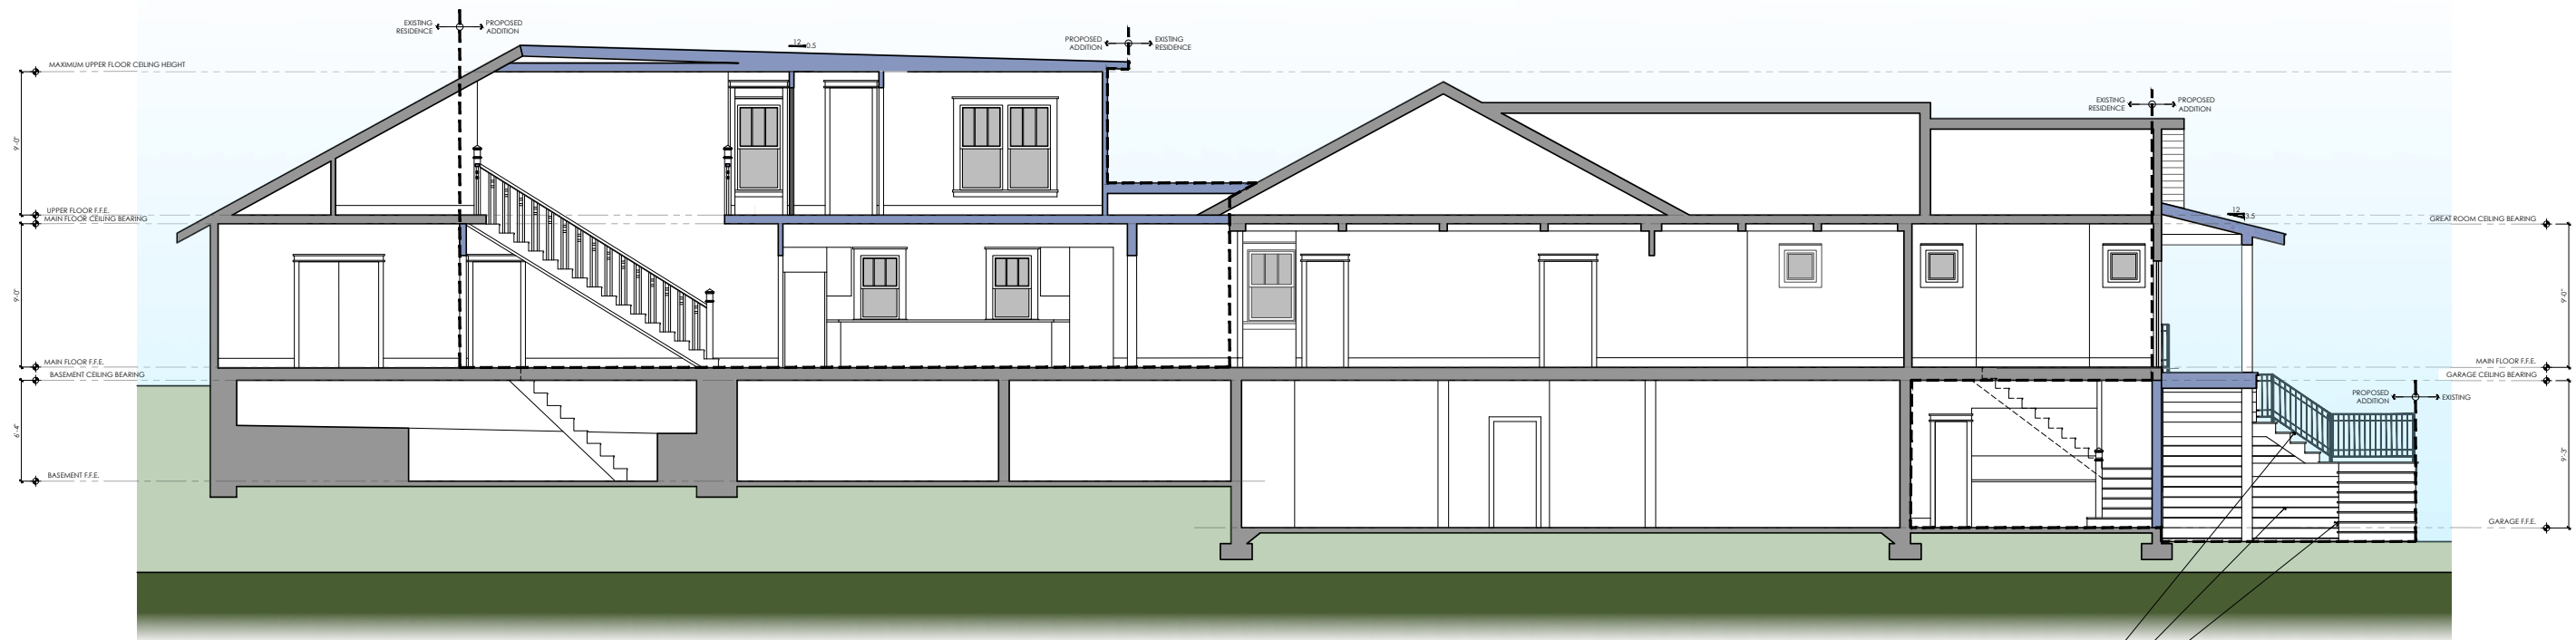 EXISTING
RESIDENCE
PROPOSED
ADDITION
12
0.5
PROPOSED
ADDITION
EXISTING
RESIDENCE
MAXIMUM UPPER FLOOR CEILING HEIGHT
EXISTING
RESIDENCE
PROPOSED
ADDITION
9'-0"
UPPER FLOOR F.F.E.
MAIN FLOOR CEILING BEARING
12
3.5
GREAT ROOM CEILING BEARING
9'-0"
9'-0"
MAIN FLOOR F.F.E.
BASEMENT CEILING BEARING
MAIN FLOOR F.F.E.
GARAGE CEILING BEARING
PROPOSED
ADDITION
EXISTING
6'-4"
9'-3"
BASEMENT F.F.E.
GARAGE F.F.E.